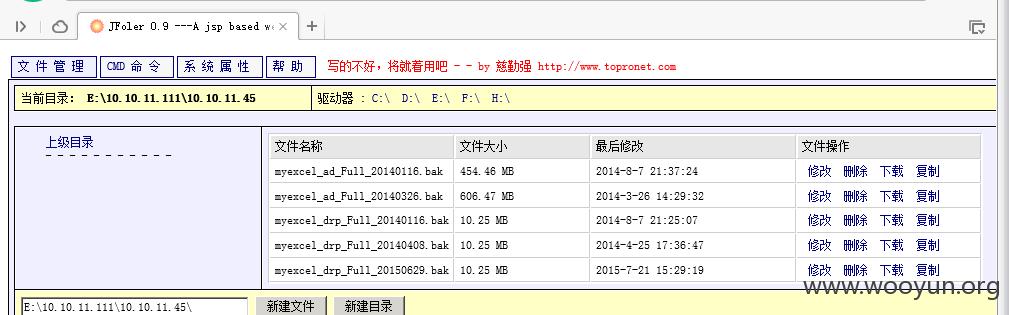 JFoler 0.9 ---A jsp based we
文件管理 CMD 命令 系统属性 帮助 写的不好，将就着用吧 - - by 慈勤强 http://www.topronet.com
当前目录： E:\10.10.11.111\10.10.11.45 驱动器 : C:\ D:\ E:\ F:\ H:\
上级目录
- - - - - - - - - - - -
文件名称 文件大小 最后修改 文件操作
myexcel_ad_Full_20140116.bak 454.46 MB 2014-8-7 21:37:24 修改 删除 下载 复制
myexcel_ad_Full_20140326.bak 606.47 MB 2014-3-26 14:29:32 修改 删除 下载 复制
myexcel_drp_Full_20140116.bak 10.25 MB 2014-8-7 21:25:07 修改 删除 下载 复制
myexcel_drp_Full_20140408.bak 10.25 MB 2014-4-25 17:36:47 修改 删除 下载 复制
myexcel_drp_Full_20150629.bak 10.25 MB 2015-7-21 15:29:19 修改 删除 下载 复制
www.wooyun.org
E:\10.10.11.111\10.10.11.45\ 新建文件 新建目录